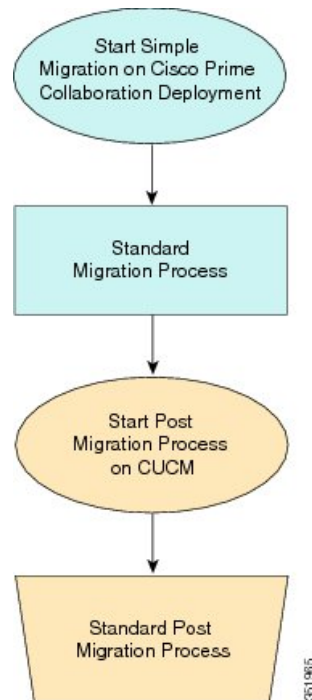 Start Simple
Migration on Cisco Prime
Collaboration Deployment
Standard
Migration Process
Start Post
Migration Process
on CUCM
Standard Post
Migration Process
351965